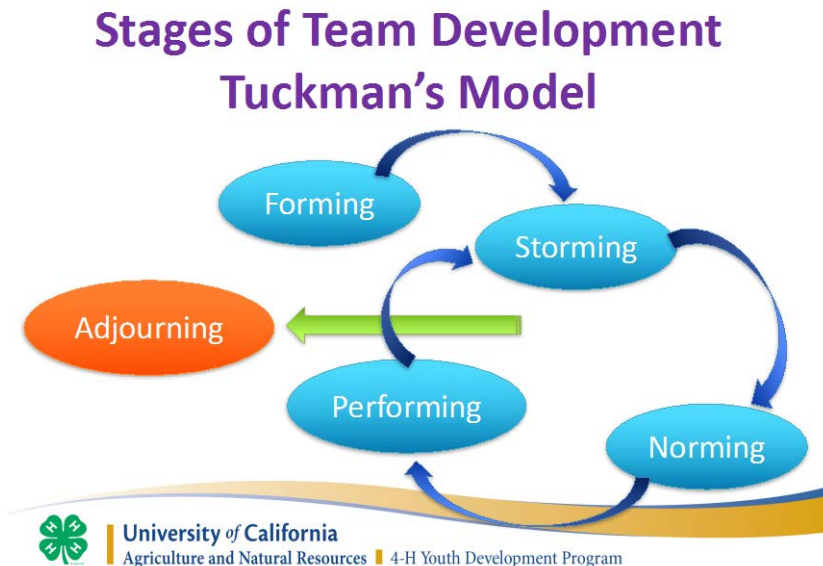 Stages of Team Development
Tuckman's Model
Forming
Storming
Adjourning
Performing
Norming
H H H H
University of California
Agriculture and Natural Resources | 4-H Youth Development Program